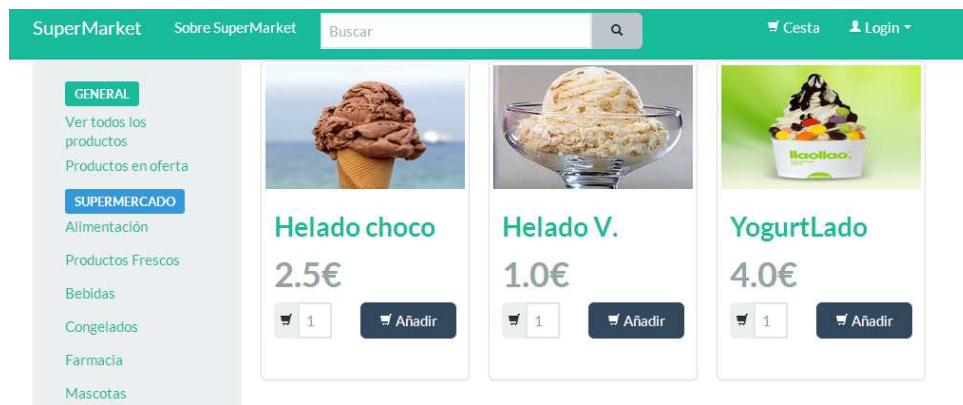 SuperMarket
Sobre SuperMarket
Buscar
Cesta
Login
GENERAL
Ver todos los
productos
Productos en oferta
SUPERMERCADO
Alimentación
Productos Frescos
Bebidas
Congelados
Farmacia
Mascotas
Helado choco
2.5€
1
Añadir
Helado V.
1.0€
1
Añadir
llaollao
YogurtLado
4.0€
1
Añadir